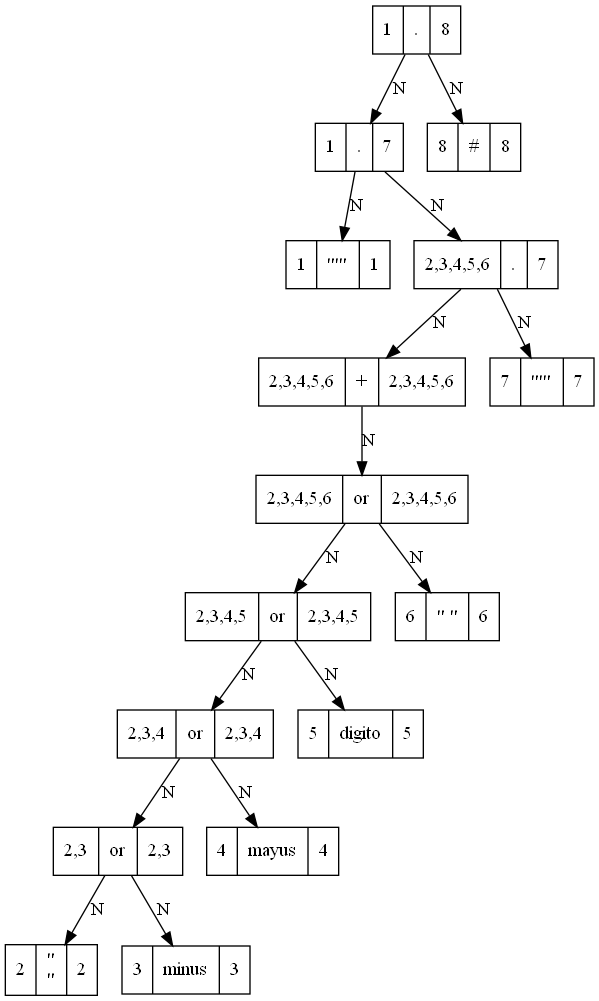 1 . 8
N N
1 . 7 8 # 8
N N
1 """ 1 2,3,4,5,6 . 7
N N
2,3,4,5,6 + 2,3,4,5,6 7 """ 7
N
2,3,4,5,6 or 2,3,4,5,6
N N
2,3,4,5 or 2,3,4,5 6 " " 6
N N
2,3,4 or 2,3,4 5 digito 5
N N
2,3 or 2,3 4 mayus 4
N N
2 "
" 2 3 minus 3